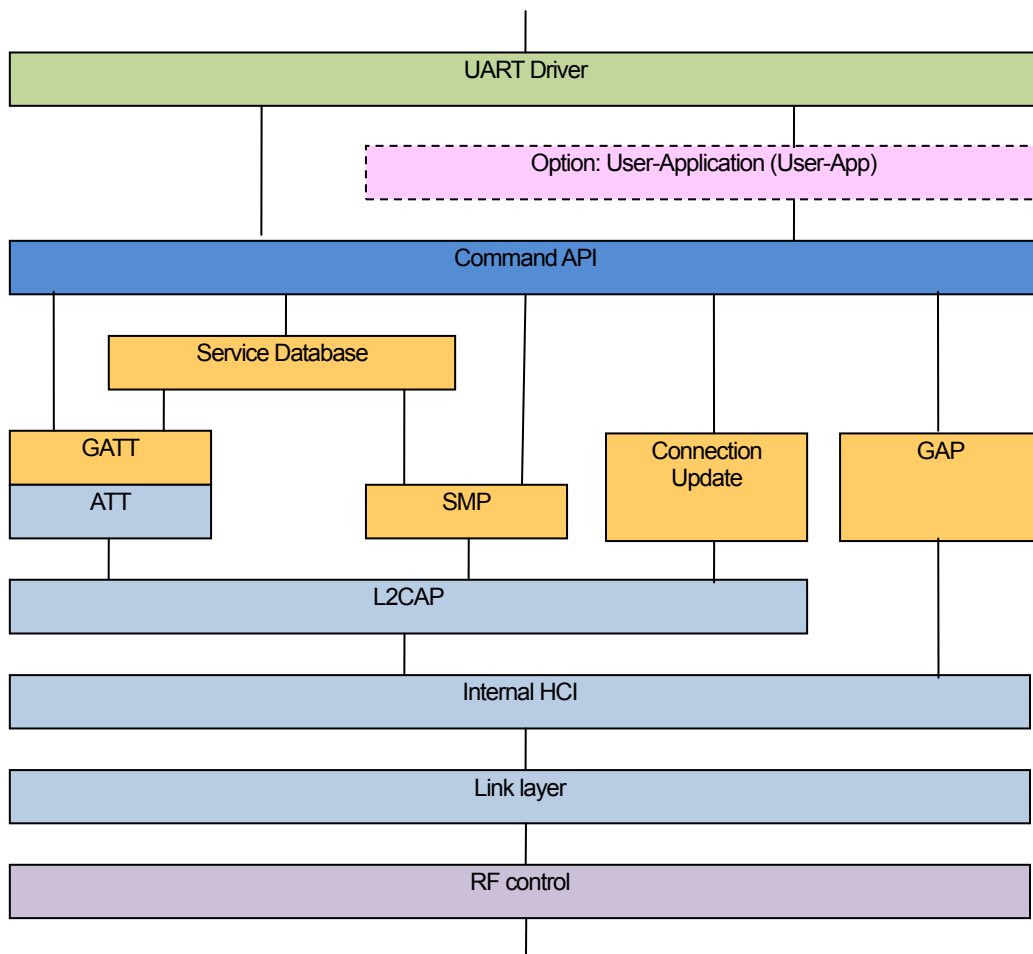 UART Driver
Option: User-Application (User-App)
Command API
Service Database
GATT
ATT
SMP
Connection
Update
GAP
L2CAP
Internal HCI
Link layer
RF control